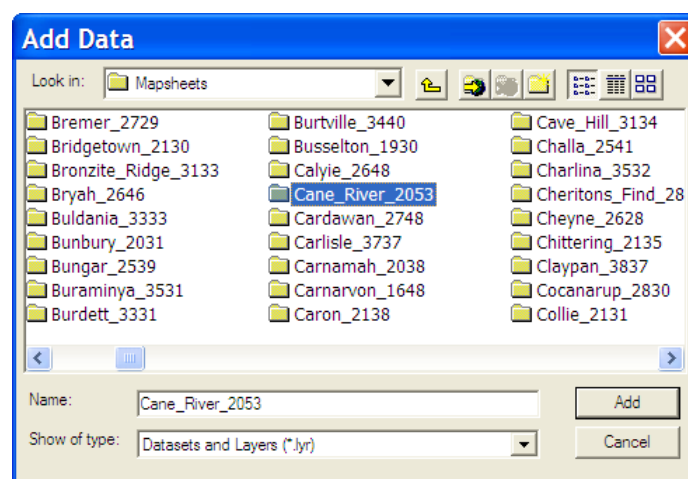 Add Data
Look in: Mapsheets
Bremer_2729
Bridgetown_2130
Bronzite_Ridge_3133
Bryah_2646
Buldania_3333
Bunbury_2031
Bungar_2539
Buraminya_3531
Burdett_3331
Burtville_3440
Busselton_1930
Calyie_2648
Cane_River_2053
Cardawan_2748
Carlisle_3737
Carnamah_2038
Carnarvon_1648
Caron_2138
Cave_Hill_3134
Challa_2541
Charlina_3532
Cheritons_Find_28
Cheyne_2628
Chittering_2135
Claypan_3837
Cocanarup_2830
Collie_2131
Name: Cane_River_2053
Add
Show of type: Datasets and Layers (*.lyr)
Cancel